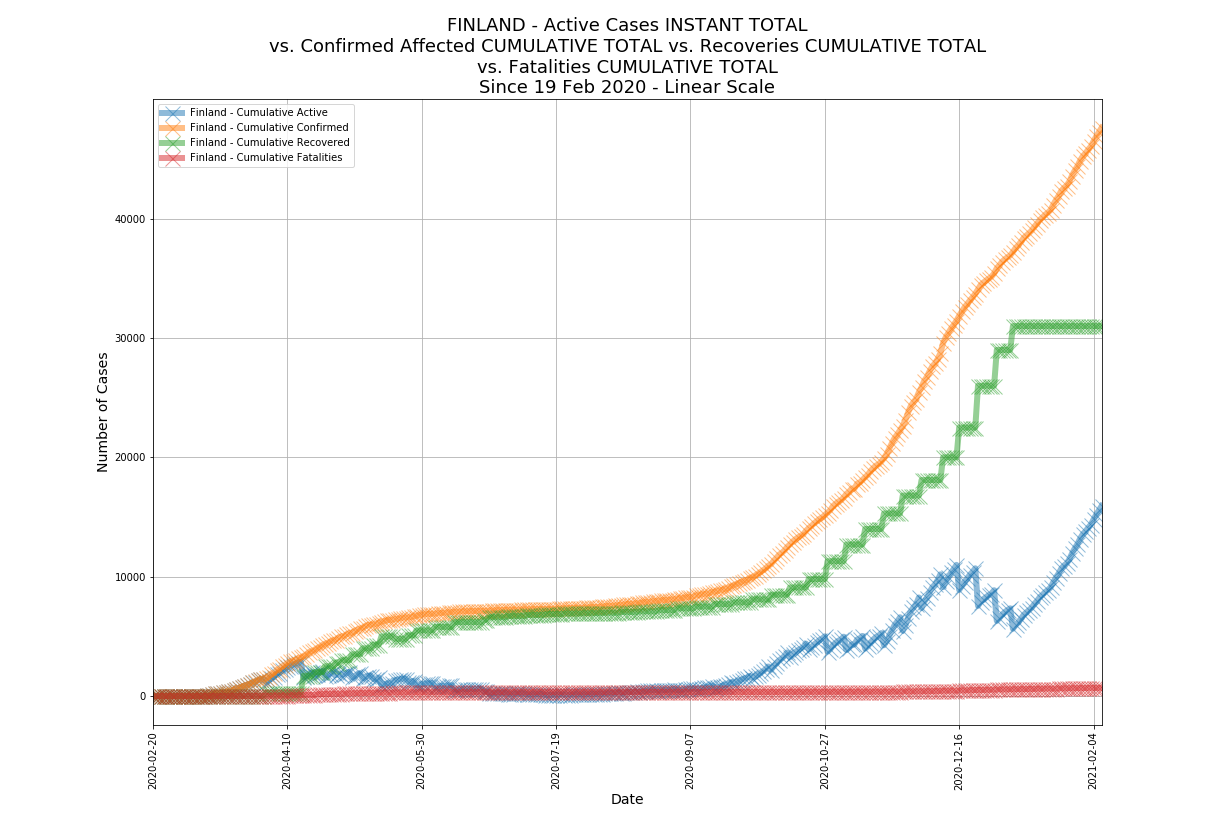 FINLAND - Active Cases INSTANT TOTAL
vs. Confirmed Affected CUMULATIVE TOTAL vs. Recoveries CUMULATIVE TOTAL
vs. Fatalities CUMULATIVE TOTAL
Since 19 Feb 2020 - Linear Scale
Finland - Cumulative Active
Finland - Cumulative Confirmed
Finland - Cumulative Recovered
Finland - Cumulative Fatalities
Number of Cases
40000
30000
20000
10000
0
2020-02-20
2020-04-10
2020-05-30
2020-07-19
2020-09-07
2020-10-27
2020-12-16
2021-02-04
Date